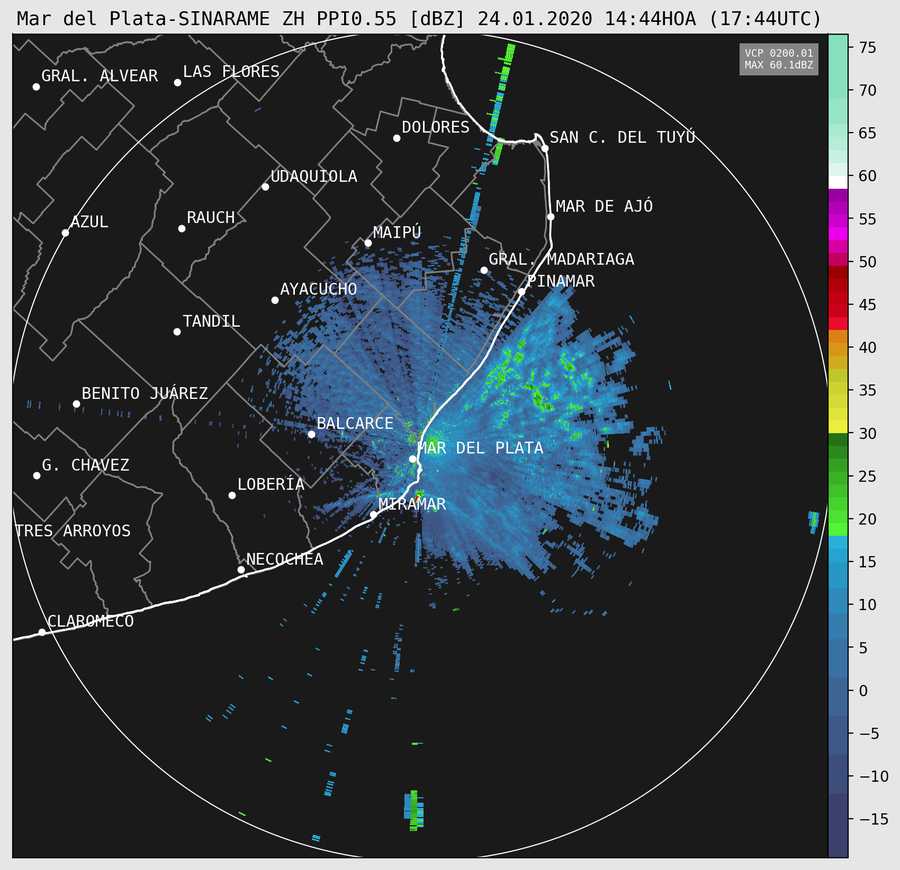 Mar del Plata-SINARAME ZH PPI0.55 [dBZ] 24.01.2020 14:44HOA (17:44UTC)
VCP 0200.01
MAX 60.1dBZ
GRAL. ALVEAR
LAS FLORES
DOLORES
SAN C. DEL TUYÚ
UDAQUIOLA
MAR DE AJÓ
RAUCH
AZUL
MAIPÚ
GRAL. MADARIAGA
PINAMAR
AYACUCHO
TANDIL
BENITO JUÁREZ
BALCARCE
MAR DEL PLATA
G. CHAVEZ
LOBERÍA
MIRAMAR
TRES ARROYOS
NECOCHEA
CLAROMECO
75
70
65
60
55
50
45
40
35
30
25
20
15
10
5
0
−5
−10
−15